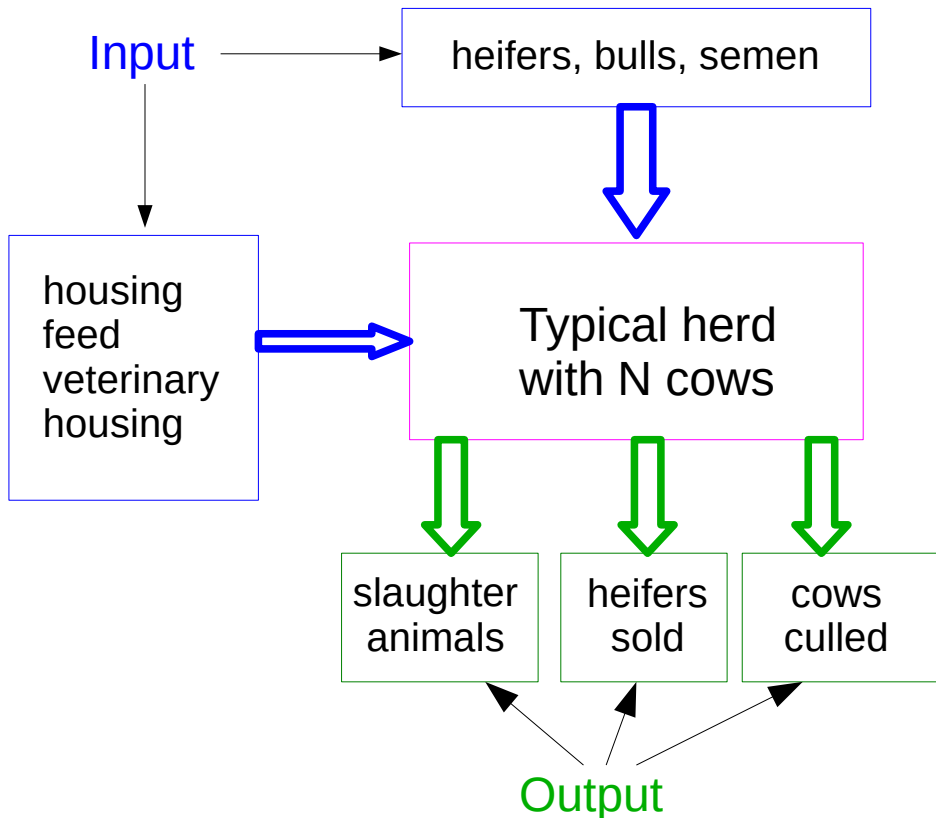 Input
heifers, bulls, semen
housing
feed
veterinary
housing
Typical herd
with N cows
slaughter
animals
heifers
sold
cows
culled
Output